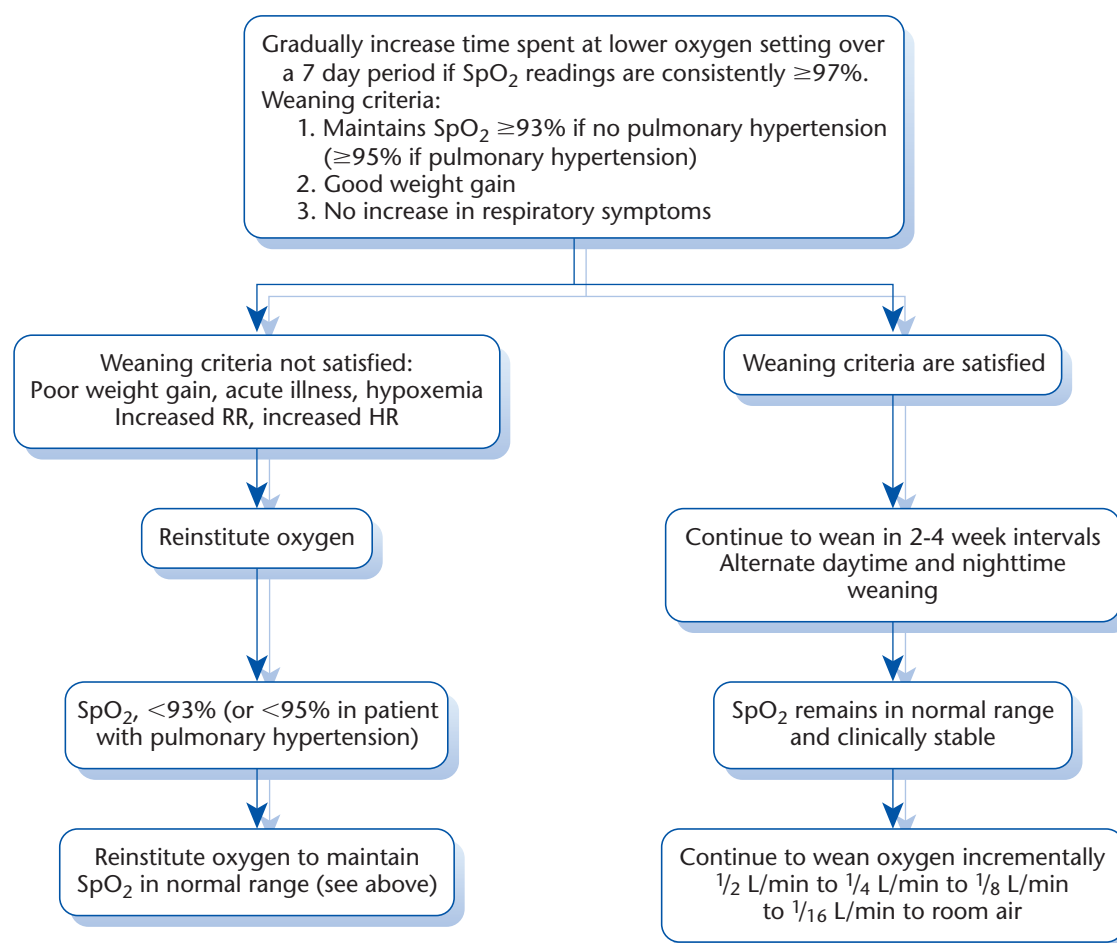 Gradually increase time spent at lower oxygen setting over
a 7 day period if SpO₂ readings are consistently ≥97%.
Weaning criteria:
1. Maintains SpO₂ ≥93% if no pulmonary hypertension
(≥95% if pulmonary hypertension)
2. Good weight gain
3. No increase in respiratory symptoms
Weaning criteria not satisfied:
Poor weight gain, acute illness, hypoxemia
Increased RR, increased HR
Reinstitute oxygen
SpO₂, <93% (or <95% in patient
with pulmonary hypertension)
Reinstitute oxygen to maintain
SpO₂ in normal range (see above)
Weaning criteria are satisfied
Continue to wean in 2-4 week intervals
Alternate daytime and nighttime
weaning
SpO₂ remains in normal range
and clinically stable
Continue to wean oxygen incrementally
1/2 L/min to 1/4 L/min to 1/8 L/min
to 1/16 L/min to room air